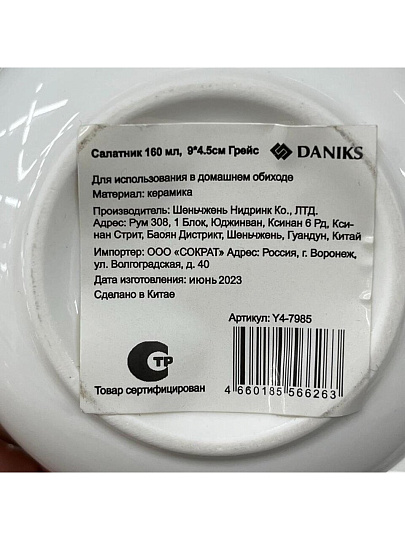 Салатник 160 мл, 9*4.5см Грейс DANIKS
Для использования в домашнем обиходе
Материал: керамика
Производитель: Шеньчжень Нидринк Ко., ЛТД.
Адрес: Рум 308, 1 Блок, Юджинван, Ксинан 6 Рд, Кси-
нан Стрит, Баоян Дистрикт, Шеньчжень, Гуандун, Китай
Импортер: ООО «СОКРАТ» Адрес: Россия, г. Воронеж,
ул. Волгоградская, д. 40
Дата изготовления: июнь 2023
Сделано в Китае
Артикул: Y4-7985
СТР
Товар сертифицирован
4 660185 566263